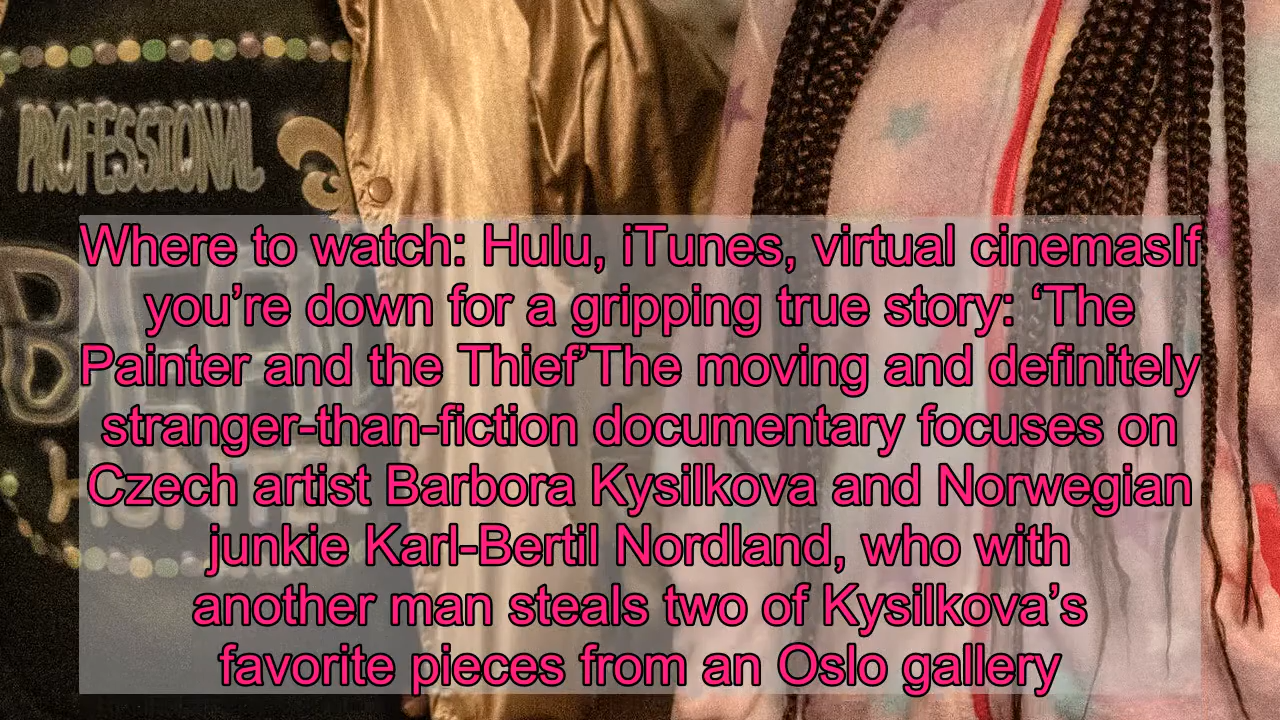 PROFESSIONAL
Where to watch: Hulu, iTunes, virtual cinemasIf
you’re down for a gripping true story: ‘The
Painter and the Thief’The moving and definitely
stranger-than-fiction documentary focuses on
Czech artist Barbora Kysilkova and Norwegian
junkie Karl-Bertil Nordland, who with
another man steals two of Kysilkova’s
favorite pieces from an Oslo gallery